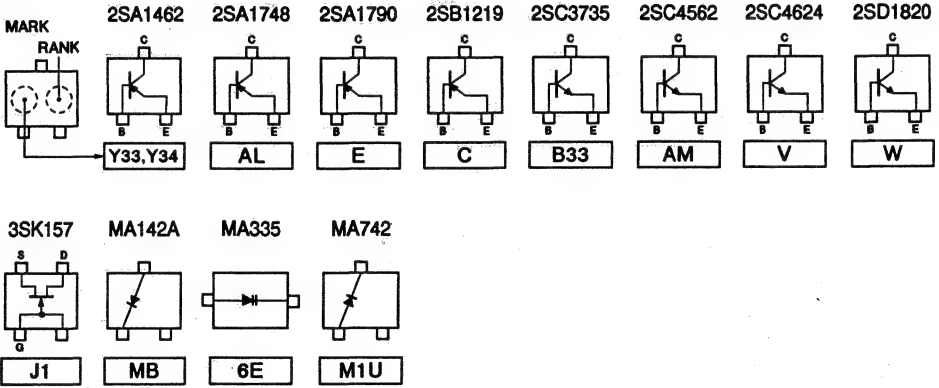 MARK
RANK
2SA1462 2SA1748 2SA1790 2SB1219 2SC3735 2SC4562 2SC4624 2SD1820
C C C C C C C C
B E B E B E B E B E B E B E B E
Y33,Y34 AL E C B33 AM V W
3SK157 MA142A MA335 MA742
S D
G
J1 MB 6E M1U